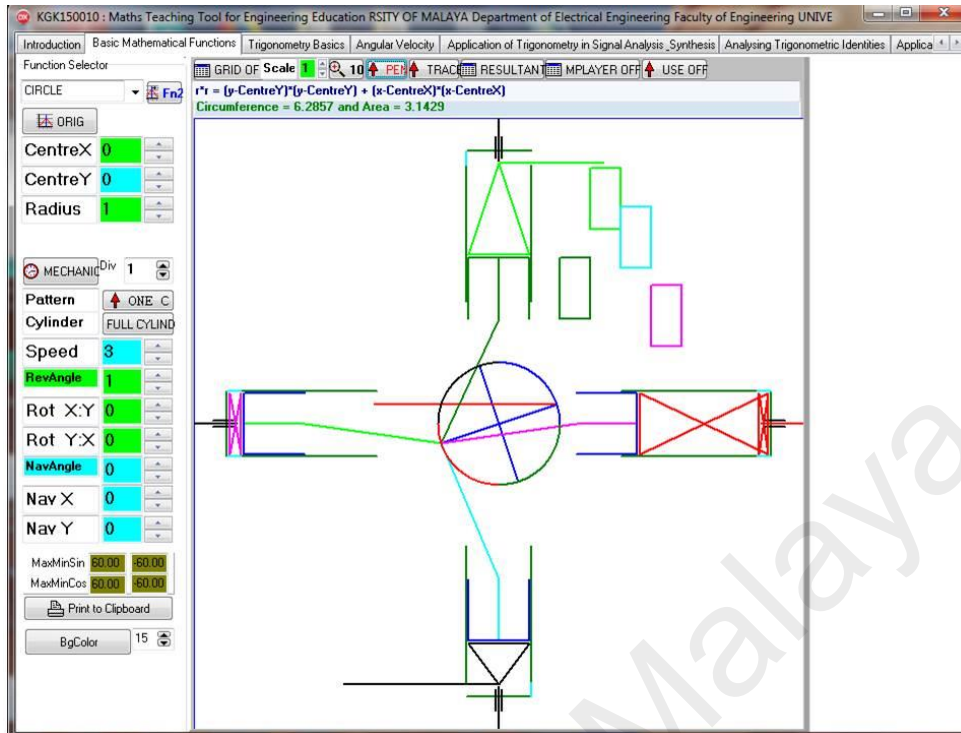 KGK150010 : Maths Teaching Tool for Engineering Education RSITY OF MALAYA Department of Electrical Engineering Faculty of Engineering UNIVE
Introduction Basic Mathematical Functions Trigonometry Basics Angular Velocity Application of Trigonometry in Signal Analysis _Synthesis Analysing Trigonometric Identities Applica
Function Selector
GRID OF Scale 1 10 PEN TRACE RESULTANT MPLAYER OFF USE OFF
CIRCLE Fn2
r*r = (y-CentreY)*(y-CentreY) + (x-CentreX)*(x-CentreX)
Circumference = 6.2857 and Area = 3.1429
ORIG
CentreX 0
CentreY 0
Radius 1
MECHANIC Div 1
Pattern ONE C
Cylinder FULL CYLIND
Speed 3
RevAngle 1
Rot X:Y 0
Rot Y:X 0
NavAngle 0
Nav X 0
Nav Y 0
MaxMinSin 60.00 -60.00
MaxMinCos 60.00 -60.00
Print to Clipboard
BgColor 15
Malaya